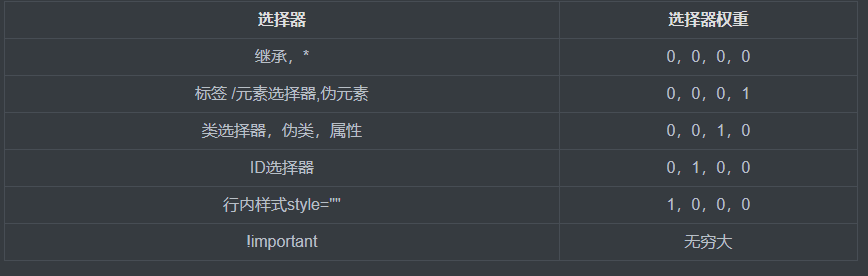 选择器 选择器权重
继承，* 0，0，0，0
标签 /元素选择器,伪元素 0，0，0，1
类选择器，伪类，属性 0，0，1，0
ID选择器 0，1，0，0
行内样式style="" 1，0，0，0
!important 无穷大